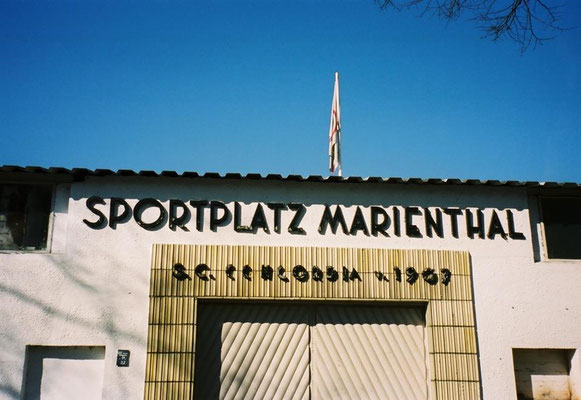 SPORTPLATZ MARIENTHAL
S.C. CONCORDIA v. 1907